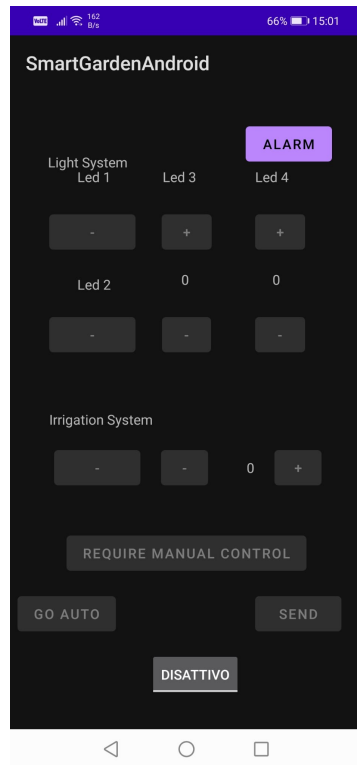 VoLTE 162 B/s 66% 15:01
SmartGardenAndroid
ALARM
Light System
Led 1 Led 3 Led 4
- + +
Led 2 0 0
- - -
Irrigation System
- - 0 +
REQUIRE MANUAL CONTROL
GO AUTO SEND
DISATTIVO